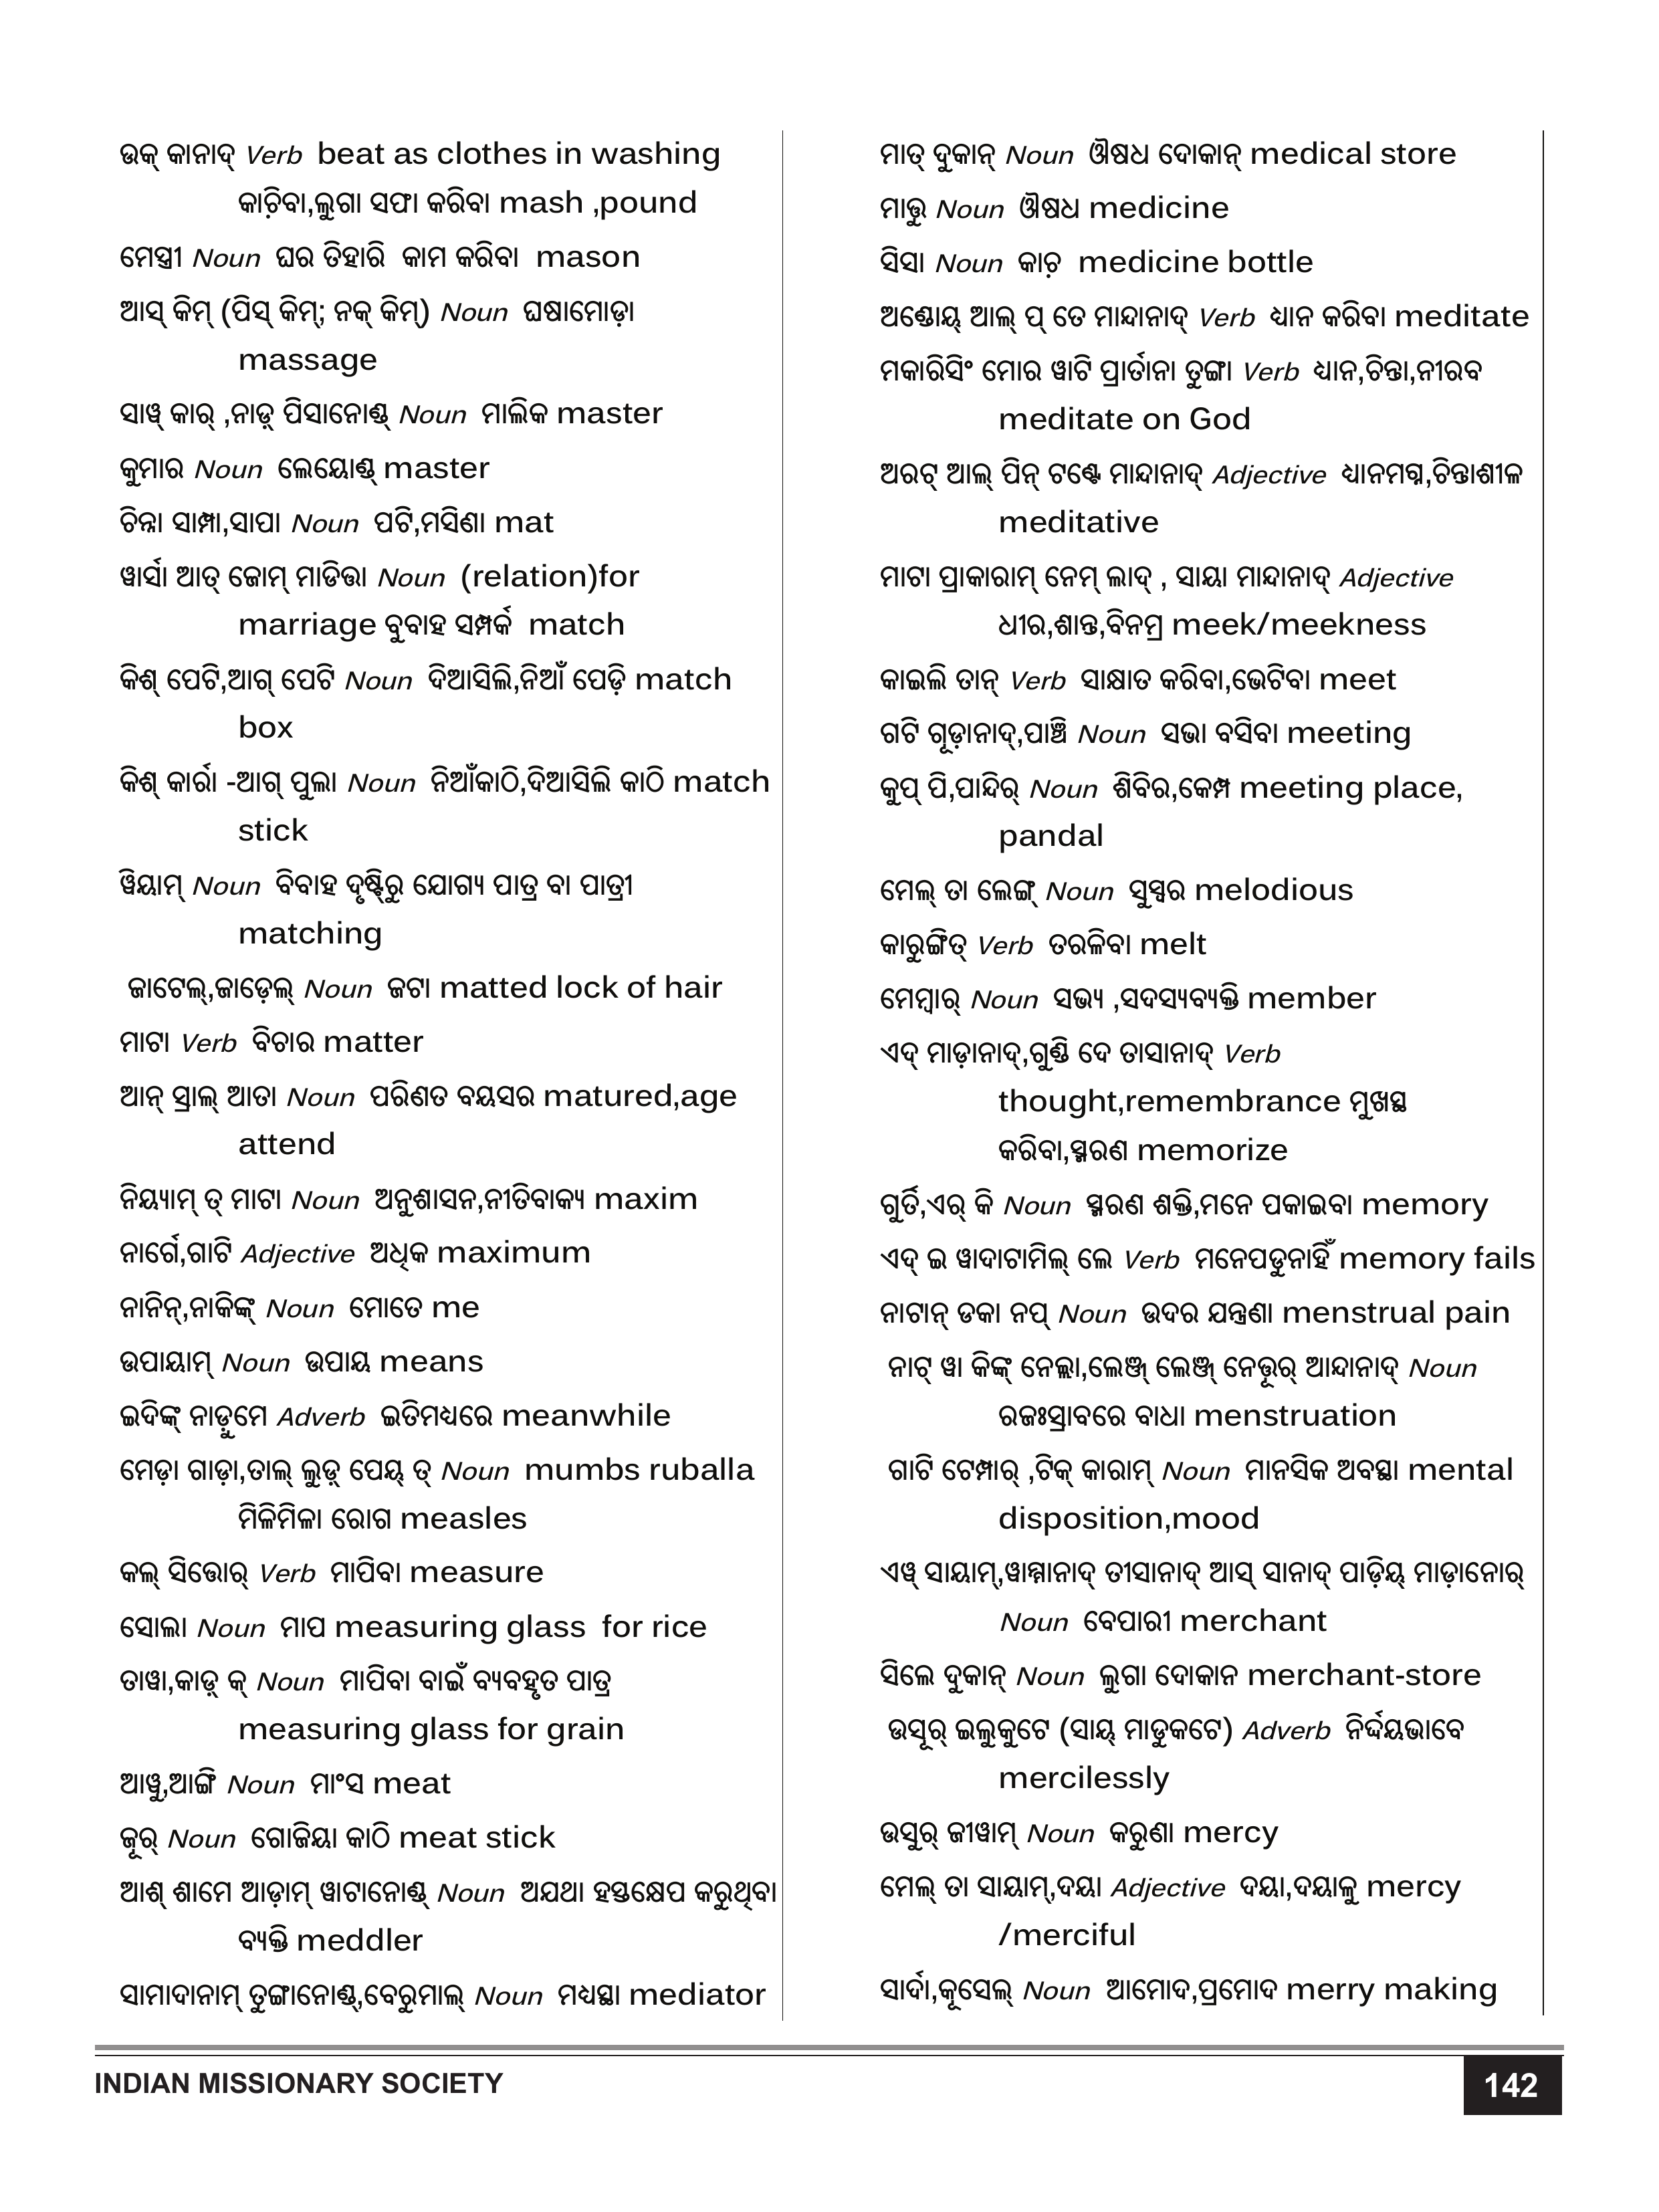 ଉକ୍ କାନାଦ୍ Verb beat as clothes in washing
କାଚ଼ିବା,ଲୁଗା ସଫା କରିବା mash ,pound
ମେସ୍ତ୍ରୀ Noun ଘର ତିହାରି କାମ କରିବା mason
ଆସ୍ କିମ୍ (ପିସ୍ କିମ୍; ନକ୍ କିମ୍) Noun ଘଷାମୋଡ଼ା
massage
ସାୱ୍ କାର୍ ,ନାଡ଼୍ ପିସାନୋଣ୍ଡ୍ Noun ମାଲିକ master
କୁମାର Noun ଲେୟୋଣ୍ଡ୍ master
ଚିନ୍ନା ସାମ୍ପା,ସାପା Noun ପଟି,ମସିଣା mat
ୱାର୍ସା ଆତ୍ ଜୋମ୍ ମାଡିତ୍ତା Noun (relation)for
marriage ବୁବାହ ସମ୍ପର୍କ match
କିଶ୍ ପେଟି,ଆଗ୍ ପେଟି Noun ଦିଆସିଲି,ନିଆଁ ପେଡ଼ି match
box
କିଶ୍ କାର୍ରା -ଆଗ୍ ପୁଲା Noun ନିଆଁକାଠି,ଦିଆସିଲି କାଠି match
stick
ୱିୟାମ୍ Noun ବିବାହ ଦୃଷ୍ଟିରୁ ଯୋଗ୍ୟ ପାତ୍ର ବା ପାତ୍ରୀ
matching
ଜାଟେଲ୍,ଜାଡ଼େଲ୍ Noun ଜଟା matted lock of hair
ମାଟା Verb ବିଚାର matter
ଆନ୍ ସ୍ରାଲ୍ ଆତା Noun ପରିଣତ ବୟସର matured,age
attend
ନିୟ୍ୟାମ୍ ତ୍ ମାଟା Noun ଅନୁଶାସନ,ନୀତିବାକ୍ୟ maxim
ନାର୍ଗେ,ଗାଟି Adjective ଅଧିକ maximum
ନାନିନ୍,ନାକିଙ୍କ୍ Noun ମୋତେ me
ଉପାୟାମ୍ Noun ଉପାୟ means
ଇଦିଙ୍କ୍ ନାଡ଼ୁମେ Adverb ଇତିମଧ୍ୟରେ meanwhile
ମେଡ଼ା ଗାଡ଼ା,ତାଲ୍ ଲୁଡ଼୍ ପେୟ୍ ତ୍ Noun mumbs ruballa
ମିଳିମିଳା ରୋଗ measles
କଲ୍ ସିତ୍ତୋର୍ Verb ମାପିବା measure
ସୋଲା Noun ମାପ measuring glass for rice
ତାୱା,କାଡ଼୍ କ୍ Noun ମାପିବା ବାଇଁ ବ୍ୟବହୃତ ପାତ୍ର
measuring glass for grain
ଆୱୁ,ଆଙ୍ଗି Noun ମାଂସ meat
ଜୂର୍ Noun ଗୋଜିୟା କାଠି meat stick
ଆଶ୍ ଶାମେ ଆଡ଼ାମ୍ ୱାଟାନୋଣ୍ଡ୍ Noun ଅଯଥା ହସ୍ତକ୍ଷେପ କରୁଥିବା
ବ୍ୟକ୍ତି meddler
ସାମାଦାନାମ୍ ତୁଙ୍ଗାନୋଣ୍ଡ୍,ବେରୁମାଲ୍ Noun ମଧ୍ୟସ୍ଥା mediator
ମାତ୍ ଦୁକାନ୍ Noun ଔଷଧ ଦୋକାନ୍ medical store
ମାତ୍ତୁ Noun ଔଷଧ medicine
ସିସା Noun କାଚ଼ medicine bottle
ଅଣ୍ଡୋୟ୍ ଆଲ୍ ପ୍ ତେ ମାନ୍ଦାନାଦ୍ Verb ଧ୍ୟାନ କରିବା meditate
ମକାରିସିଂ ମୋର ୱାଟି ପ୍ରାର୍ତାନା ତୁଙ୍ଗା Verb ଧ୍ୟାନ,ଚିନ୍ତା,ନୀରବ
meditate on God
ଅରଟ୍ ଆଲ୍ ପିନ୍ ଟଣ୍ଟେ ମାନ୍ଦାନାଦ୍ Adjective ଧ୍ୟାନମଗ୍ନ,ଚିନ୍ତାଶୀଳ
meditative
ମାଟା ପ୍ରାକାରାମ୍ ନେମ୍ ଲାଦ୍ , ସାୟା ମାନ୍ଦାନାଦ୍ Adjective
ଧୀର,ଶାନ୍ତ,ବିନମ୍ର meek/meekness
କାଇଲି ତାନ୍ Verb ସାକ୍ଷାତ କରିବା,ଭେଟିବା meet
ଗଟି ଗୂଡ଼ାନାଦ୍,ପାଞ୍ଚି Noun ସଭା ବସିବା meeting
କୁପ୍ ପି,ପାନ୍ଦିର୍ Noun ଶିବିର,କେମ୍ପ meeting place,
pandal
ମେଲ୍ ତା ଲେଙ୍ଗ୍ Noun ସୁସ୍ୱର melodious
କାରୁଙ୍ଗିତ୍ Verb ତରଳିବା melt
ମେମ୍ବାର୍ Noun ସଭ୍ୟ ,ସଦସ୍ୟବ୍ୟକ୍ତି member
ଏଦ୍ ମାଡ଼ାନାଦ୍,ଗୁଣ୍ଡି ଦେ ତାସାନାଦ୍ Verb
thought,remembrance ମୁଖସ୍ଥ
କରିବା,ସ୍ମରଣ memorize
ଗୁର୍ତି,ଏର୍ କି Noun ସ୍ମରଣ ଶକ୍ତି,ମନେ ପକାଇବା memory
ଏଦ୍ ଇ ୱାଦାଟାମିଲ୍ ଲେ Verb ମନେପଡୁନାହିଁ memory fails
ନାଟାନ୍ ଡକା ନପ୍ Noun ଉଦର ଯନ୍ତ୍ରଣା menstrual pain
ନାଟ୍ ୱା କିଙ୍କ୍ ନେଲ୍ଲା,ଲେଞ୍ଜ୍ ଲେଞ୍ଜ୍ ନେତ୍ତୂର୍ ଆନ୍ଦାନାଦ୍ Noun
ରଜଃସ୍ରାବରେ ବାଧା menstruation
ଗାଟି ଟେମ୍ପାର୍ ,ଟିକ୍ କାରାମ୍ Noun ମାନସିକ ଅବସ୍ଥା mental
disposition,mood
ଏୱ୍ ସାୟାମ୍,ୱାମ୍ମାନାଦ୍ ତୀସାନାଦ୍ ଆସ୍ ସାନାଦ୍ ପାଡ଼ିୟ୍ ମାଡ଼ାନୋର୍
Noun ବେପାରୀ merchant
ସିଲେ ଦୁକାନ୍ Noun ଲୁଗା ଦୋକାନ merchant-store
ଉସୂର୍ ଇଲୁକୁଟେ (ସାୟ୍ ମାଡୁକଟେ) Adverb ନିର୍ଦ୍ଦୟଭାବେ
mercilessly
ଉସୁର୍ ଜୀୱାମ୍ Noun କରୁଣା mercy
ମେଲ୍ ତା ସାୟାମ୍,ଦୟା Adjective ଦୟା,ଦୟାଳୁ mercy
/merciful
ସାର୍ଦା,କୂସେଲ୍ Noun ଆମୋଦ,ପ୍ରମୋଦ merry making
INDIAN MISSIONARY SOCIETY
142